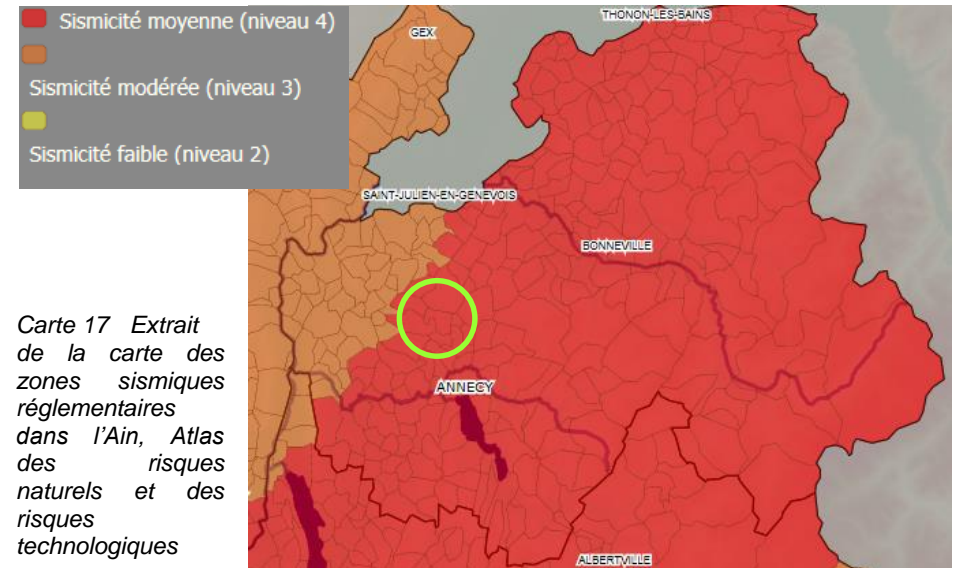 Sismicité moyenne (niveau 4)
Sismicité modérée (niveau 3)
Sismicité faible (niveau 2)
THONON-LES-BAINS
GEX
SAINT-JULIEN-EN-GENEVOIS
BONNEVILLE
ANNECY
ALBERTVILLE
Carte 17 Extrait
de la carte des
zones sismiques
réglementaires
dans l'Ain, Atlas
des risques
naturels et des
risques
technologiques